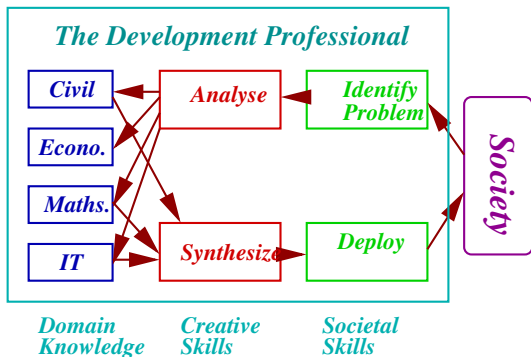 The Development Professional
Civil
Analyse
Identify
Problem
Econo.
Maths.
Society
IT
Synthesize
Deploy
Domain
Knowledge
Creative
Skills
Societal
Skills